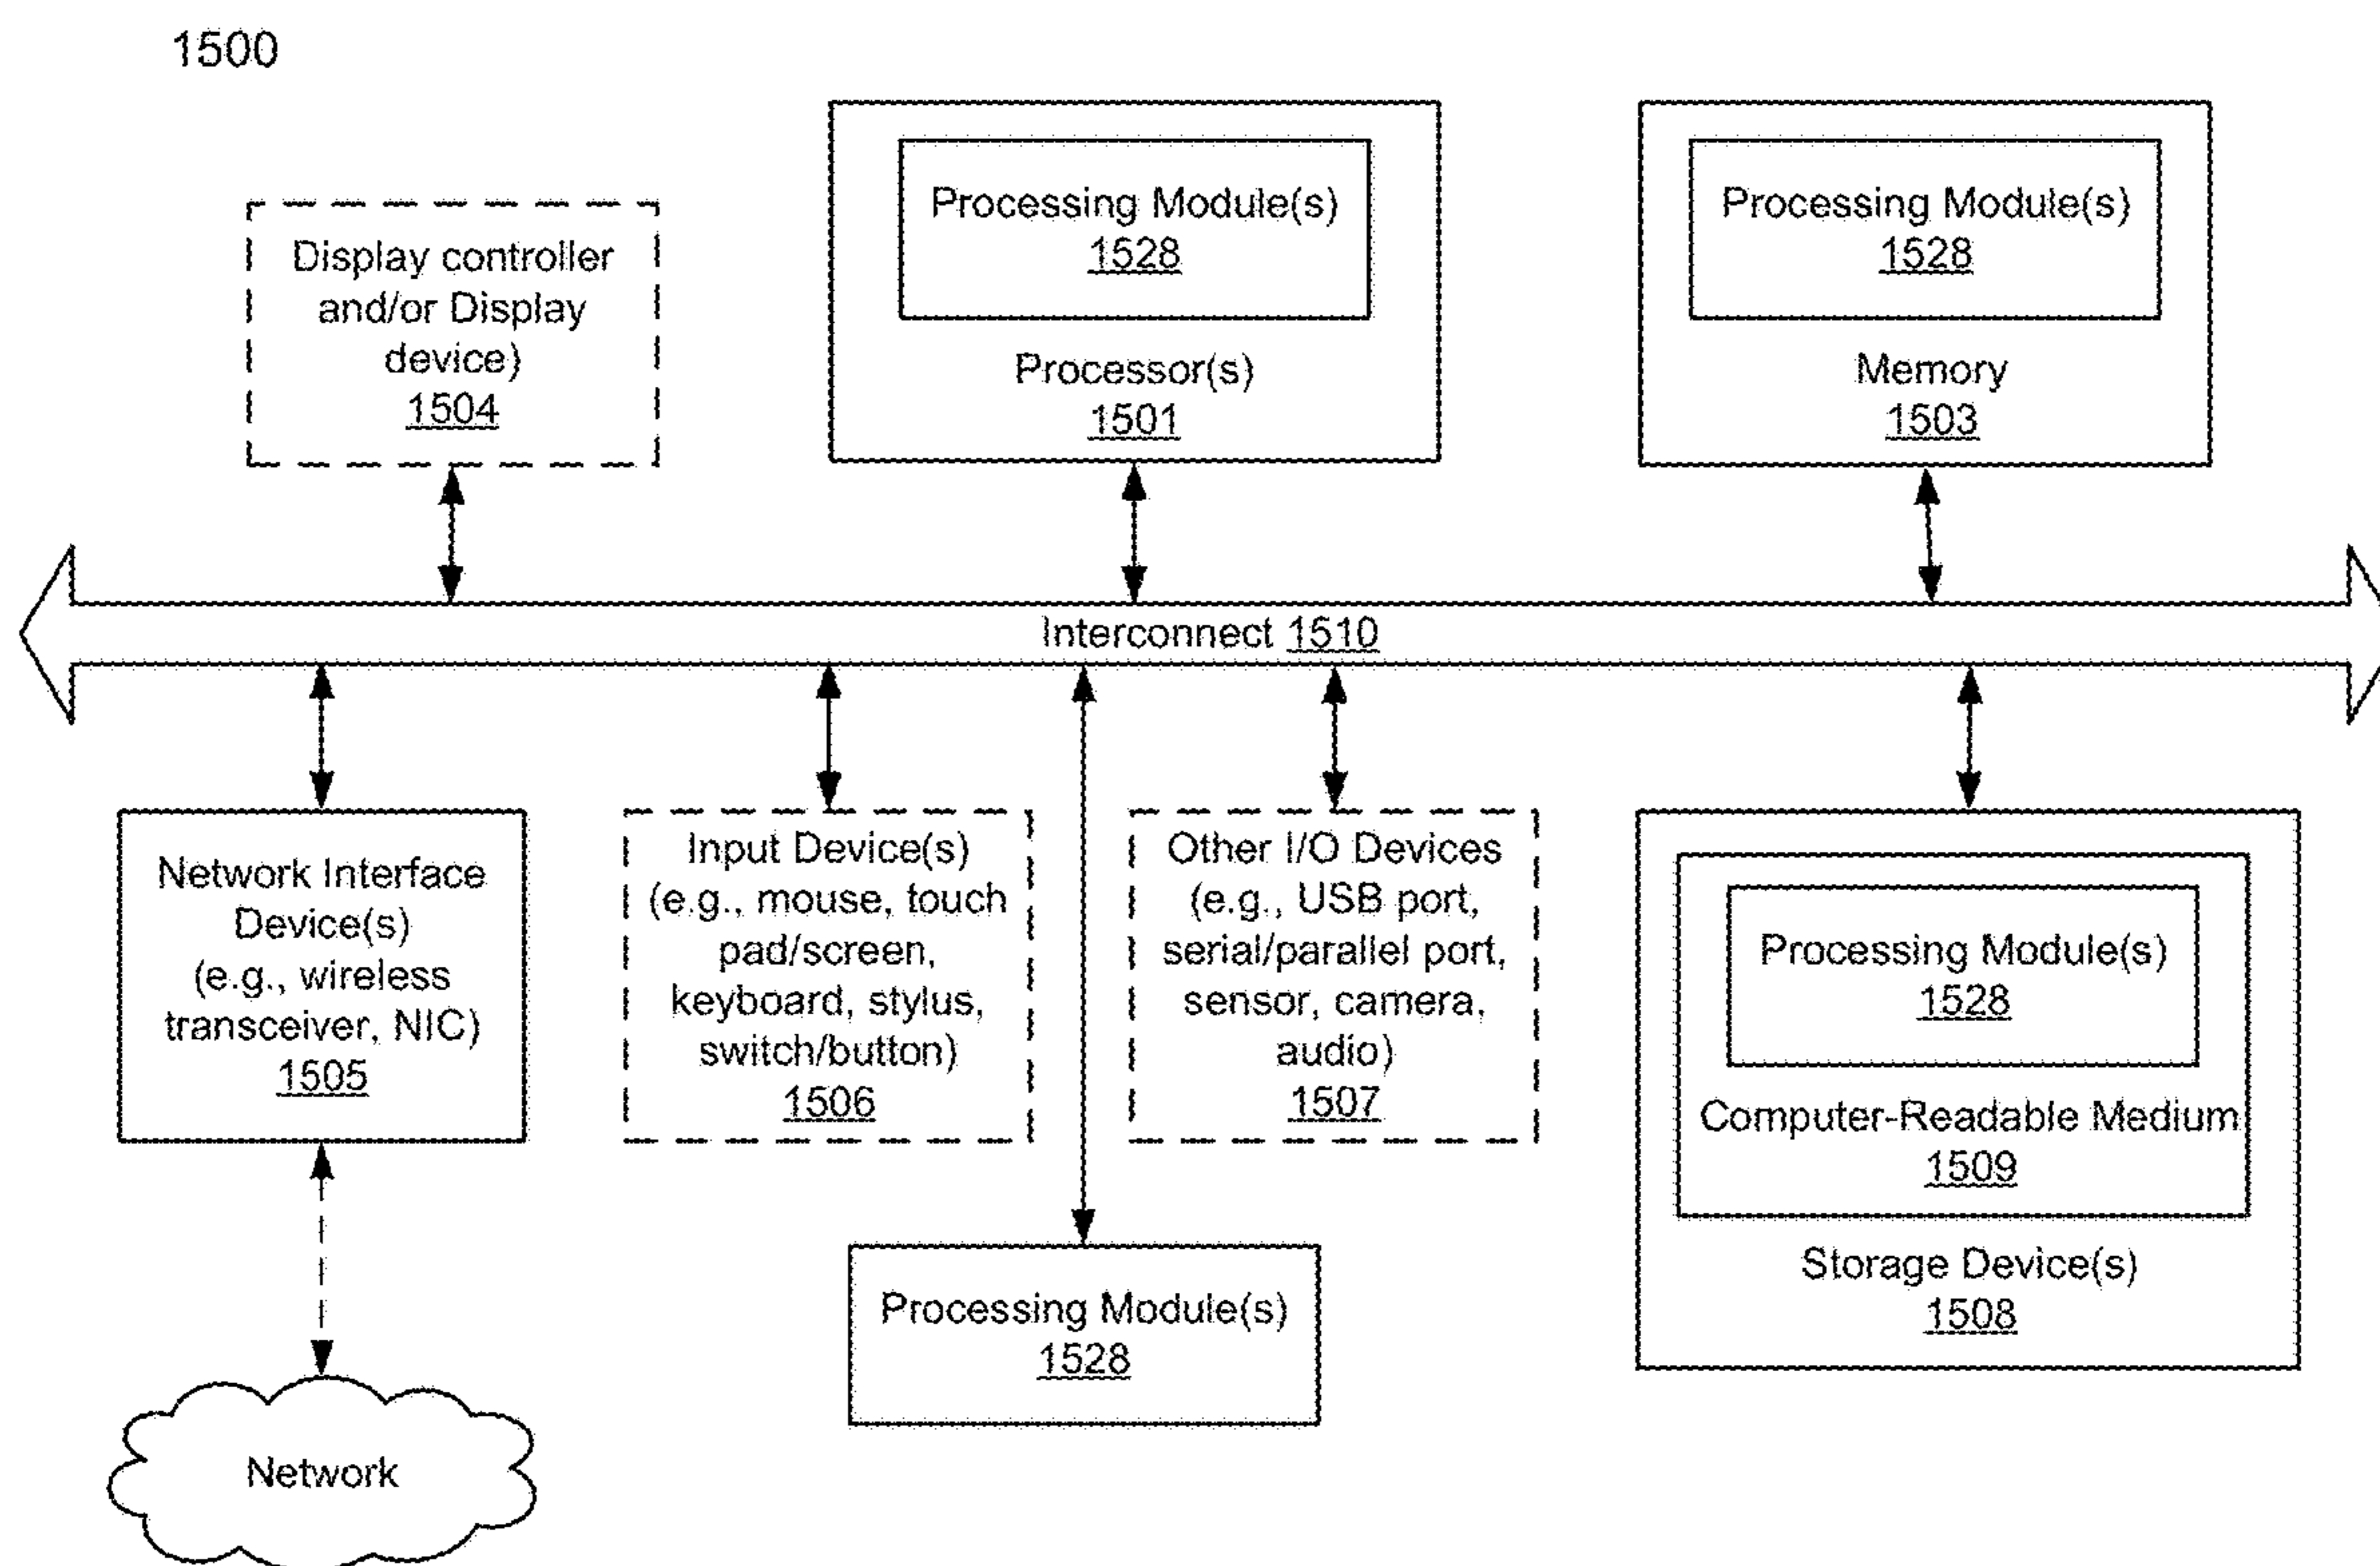 1500
Display controller
and/or Display
device)
1504
Processing Module(s)
1528
Processor(s)
1501
Processing Module(s)
1528
Memory
1503
Interconnect 1510
Network Interface
Device(s)
(e.g., wireless
transceiver, NIC)
1505
Input Device(s)
(e.g., mouse, touch
pad/screen,
keyboard, stylus,
switch/button)
1506
Other I/O Devices
(e.g., USB port,
serial/parallel port,
sensor, camera,
audio)
1507
Processing Module(s)
1528
Computer-Readable Medium
1509
Storage Device(s)
1508
Processing Module(s)
1528
Network